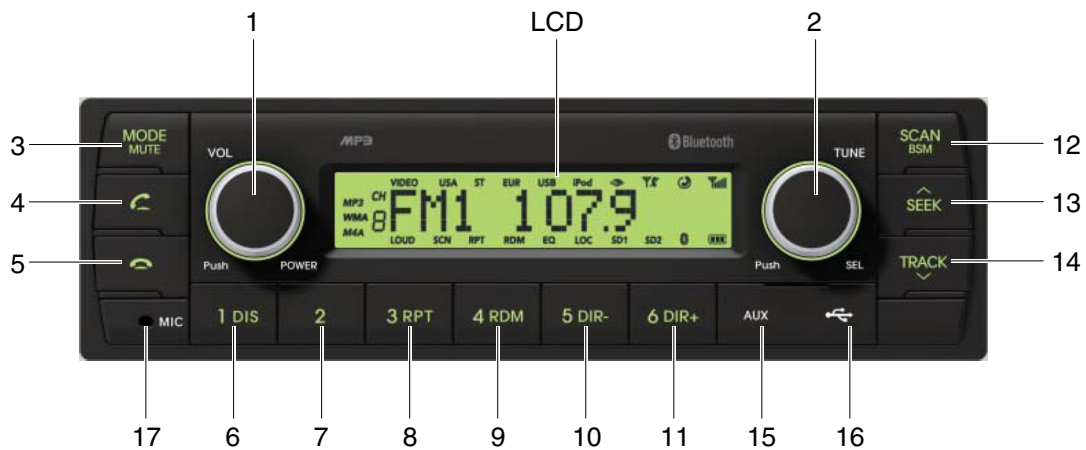 1 LCD 2
3 MODE MUTE
VOL
MP3
Bluetooth
TUNE
SCAN BSM 12
4
VIDEO USA ST EUR USB iPod
MP3 CH
WMA 8 FM1 107.9
M4A
LOUD SCN RPT RDM EQ LOC SD1 SD2
SEEK 13
5
Push POWER
Push SEL
TRACK 14
MIC
1 DIS
2
3 RPT
4 RDM
5 DIR-
6 DIR+
AUX
17 6 7 8 9 10 11 15 16